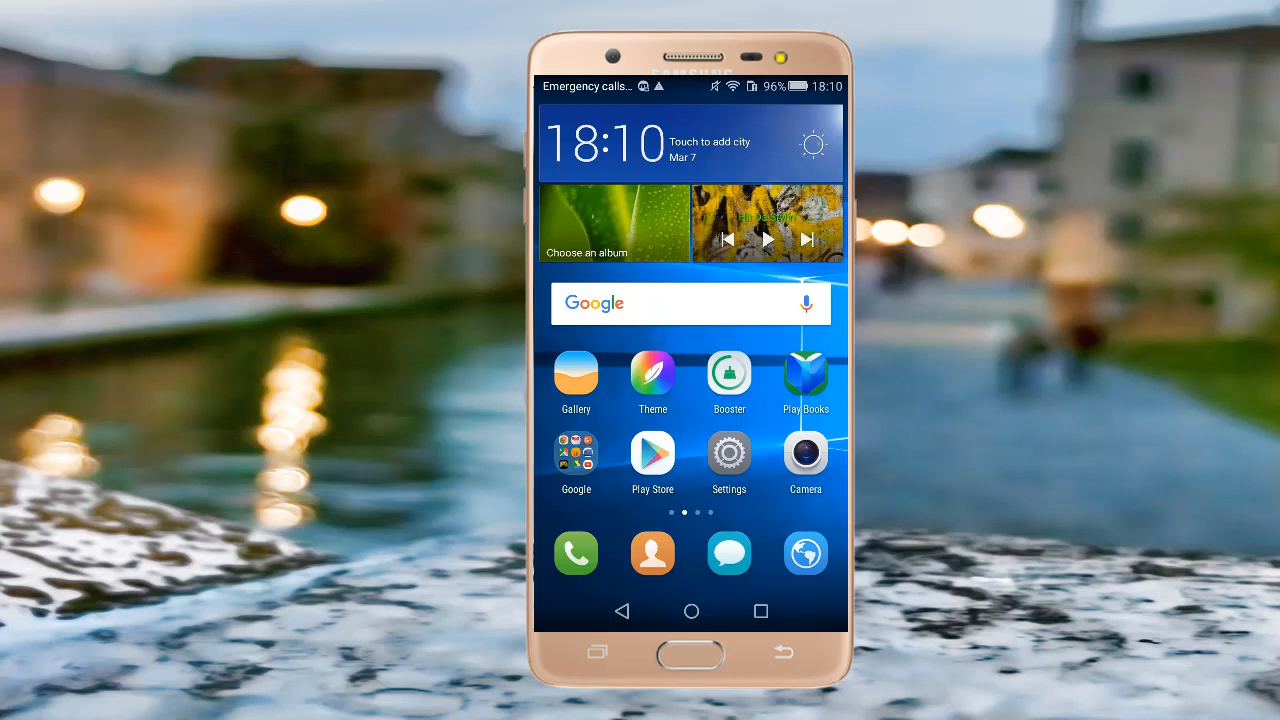 SAMSUNG
Emergency calls... 96% 18:10
18:10
Touch to add city
Mar 7
Choose an album
Google
Gallery Theme Booster Play Books
Google Play Store Settings Camera